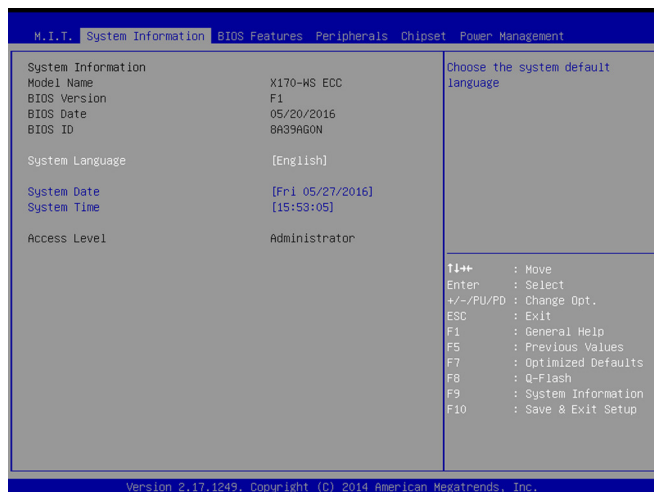 M.I.T. System Information BIOS Features Peripherals Chipset Power Management
System Information
Model Name X170-WS ECC
BIOS Version F1
BIOS Date 05/20/2016
BIOS ID 8A39AG0N
System Language [English]
System Date [Fri 05/27/2016]
System Time [15:53:05]
Access Level Administrator
Choose the system default
language
↑↓→← : Move
Enter : Select
+/-/PU/PD : Change Opt.
ESC : Exit
F1 : General Help
F5 : Previous Values
F7 : Optimized Defaults
F8 : Q-Flash
F9 : System Information
F10 : Save & Exit Setup
Version 2.17.1249. Copyright (C) 2014 American Megatrends, Inc.